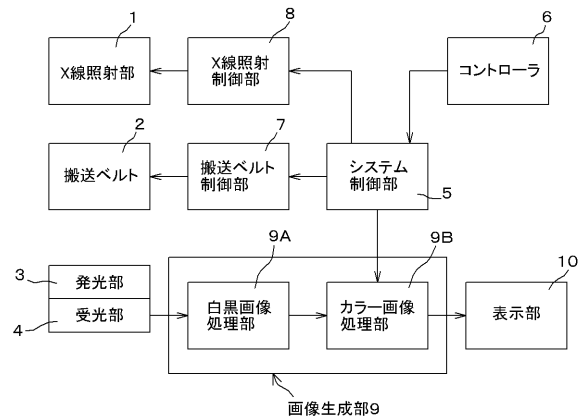 1
X線照射部
8
X線照射
制御部
6
コントローラ
2
搬送ベルト
7
搬送ベルト
制御部
システム
制御部
5
3
発光部
4
受光部
9A
白黒画像
処理部
9B
カラー画像
処理部
10
表示部
画像生成部9